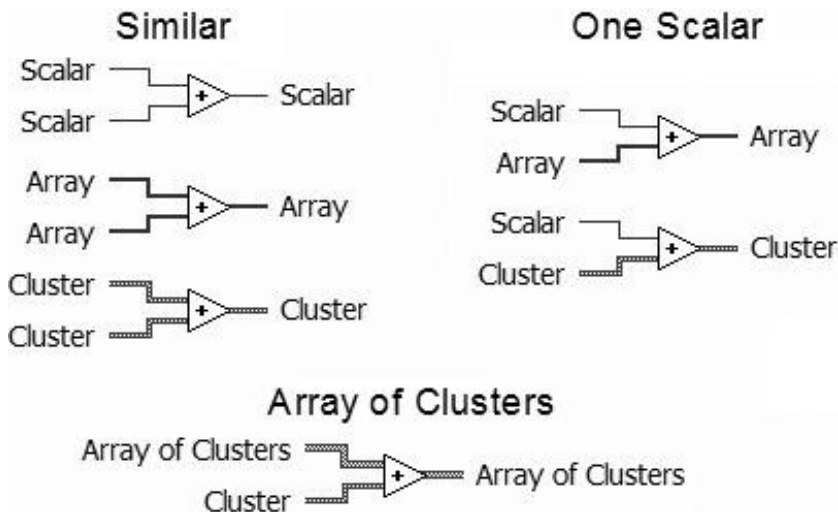 Similar
Scalar
Scalar
+
Scalar
Array
Array
+
Array
Cluster
Cluster
+
Cluster
One Scalar
Scalar
Array
+
Array
Scalar
Cluster
+
Cluster
Array of Clusters
Array of Clusters
Cluster
+
Array of Clusters